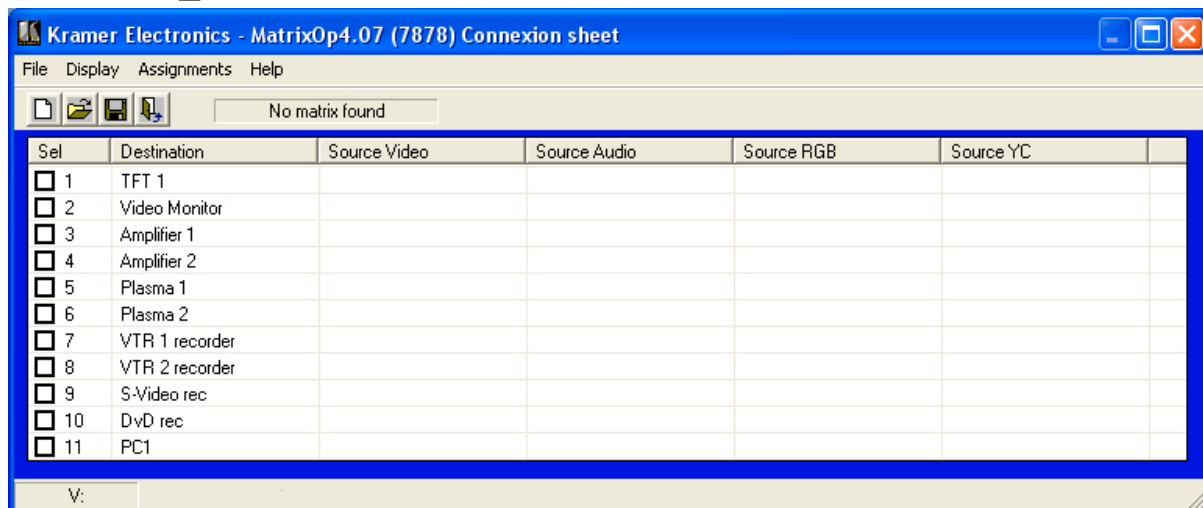 Kramer Electronics - MatrixOp4.07 (7878) Connexion sheet
File Display Assignments Help
No matrix found
Sel Destination Source Video Source Audio Source RGB Source YC
1 TFT 1
2 Video Monitor
3 Amplifier 1
4 Amplifier 2
5 Plasma 1
6 Plasma 2
7 VTR 1 recorder
8 VTR 2 recorder
9 S-Video rec
10 DvD rec
11 PC1
V: